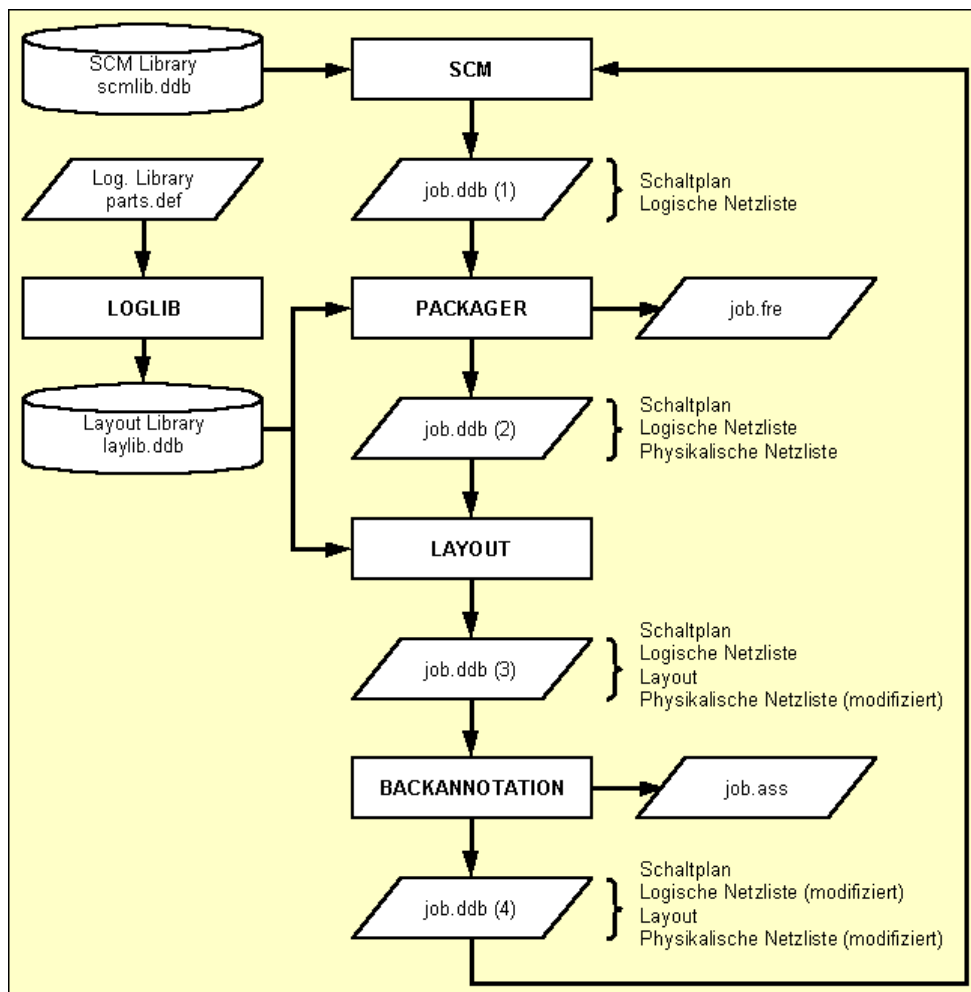 SCM Library
scmlib.ddb
SCM
Log. Library
parts.def
job.ddb (1)
Schaltplan
Logische Netzliste
LOGLIB
PACKAGER
job.fre
Layout Library
laylib.ddb
job.ddb (2)
Schaltplan
Logische Netzliste
Physikalische Netzliste
LAYOUT
job.ddb (3)
Schaltplan
Logische Netzliste
Layout
Physikalische Netzliste (modifiziert)
BACKANNOTATION
job.ass
job.ddb (4)
Schaltplan
Logische Netzliste (modifiziert)
Layout
Physikalische Netzliste (modifiziert)